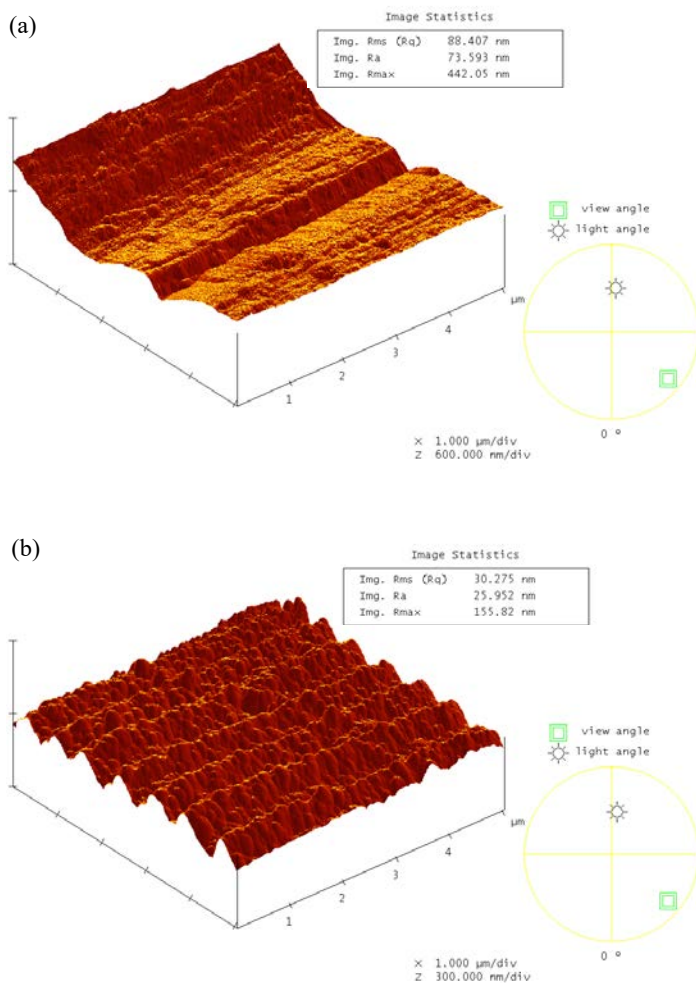 (a)
Image Statistics
Img. Rms (Rq) 88.407 nm
Img. Ra 73.593 nm
Img. Rmax 442.05 nm
view angle
light angle
µm
4
3
2
1
0 º
X 1.000 µm/div
Z 600.000 nm/div
(b)
Image Statistics
Img. Rms (Rq) 30.275 nm
Img. Ra 25.952 nm
Img. Rmax 155.82 nm
view angle
light angle
µm
4
3
2
1
0 º
X 1.000 µm/div
Z 300.000 nm/div